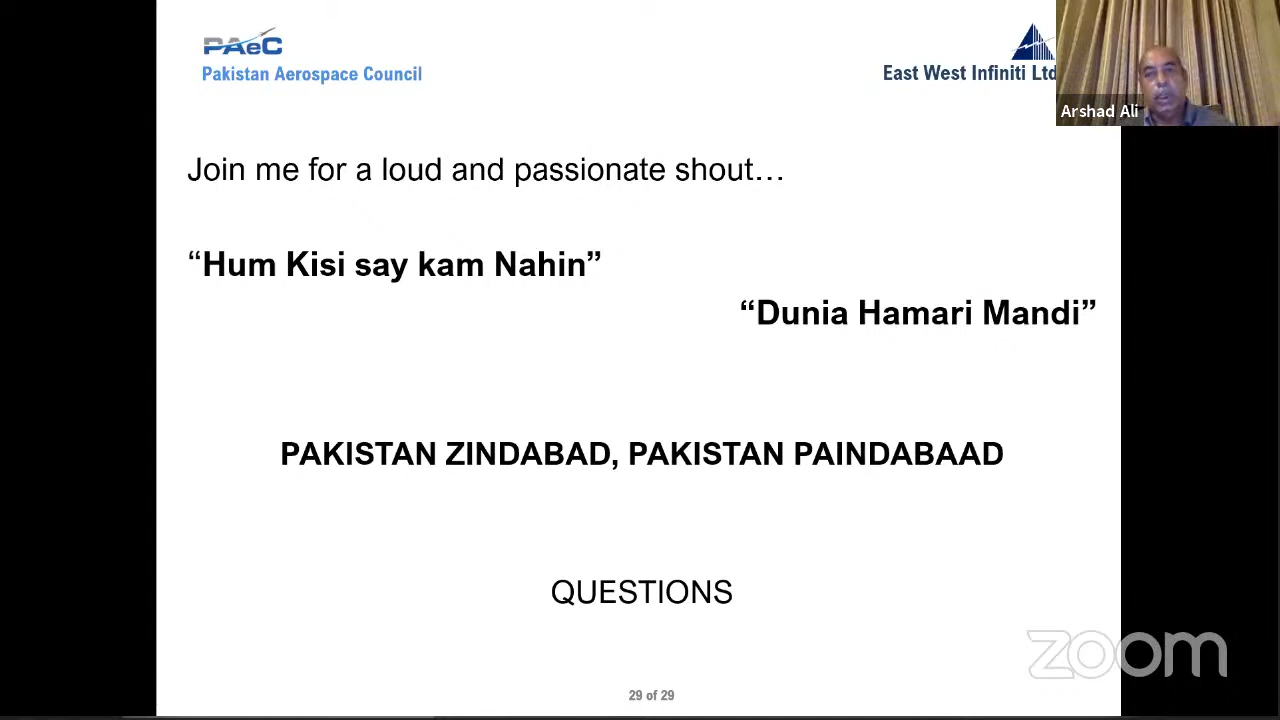 PAeC
Pakistan Aerospace Council
East West Infiniti Ltd
Arshad Ali
Join me for a loud and passionate shout…
“Hum Kisi say kam Nahin”
“Dunia Hamari Mandi”
PAKISTAN ZINDABAD, PAKISTAN PAINDABAAD
QUESTIONS
zoom
29 of 29